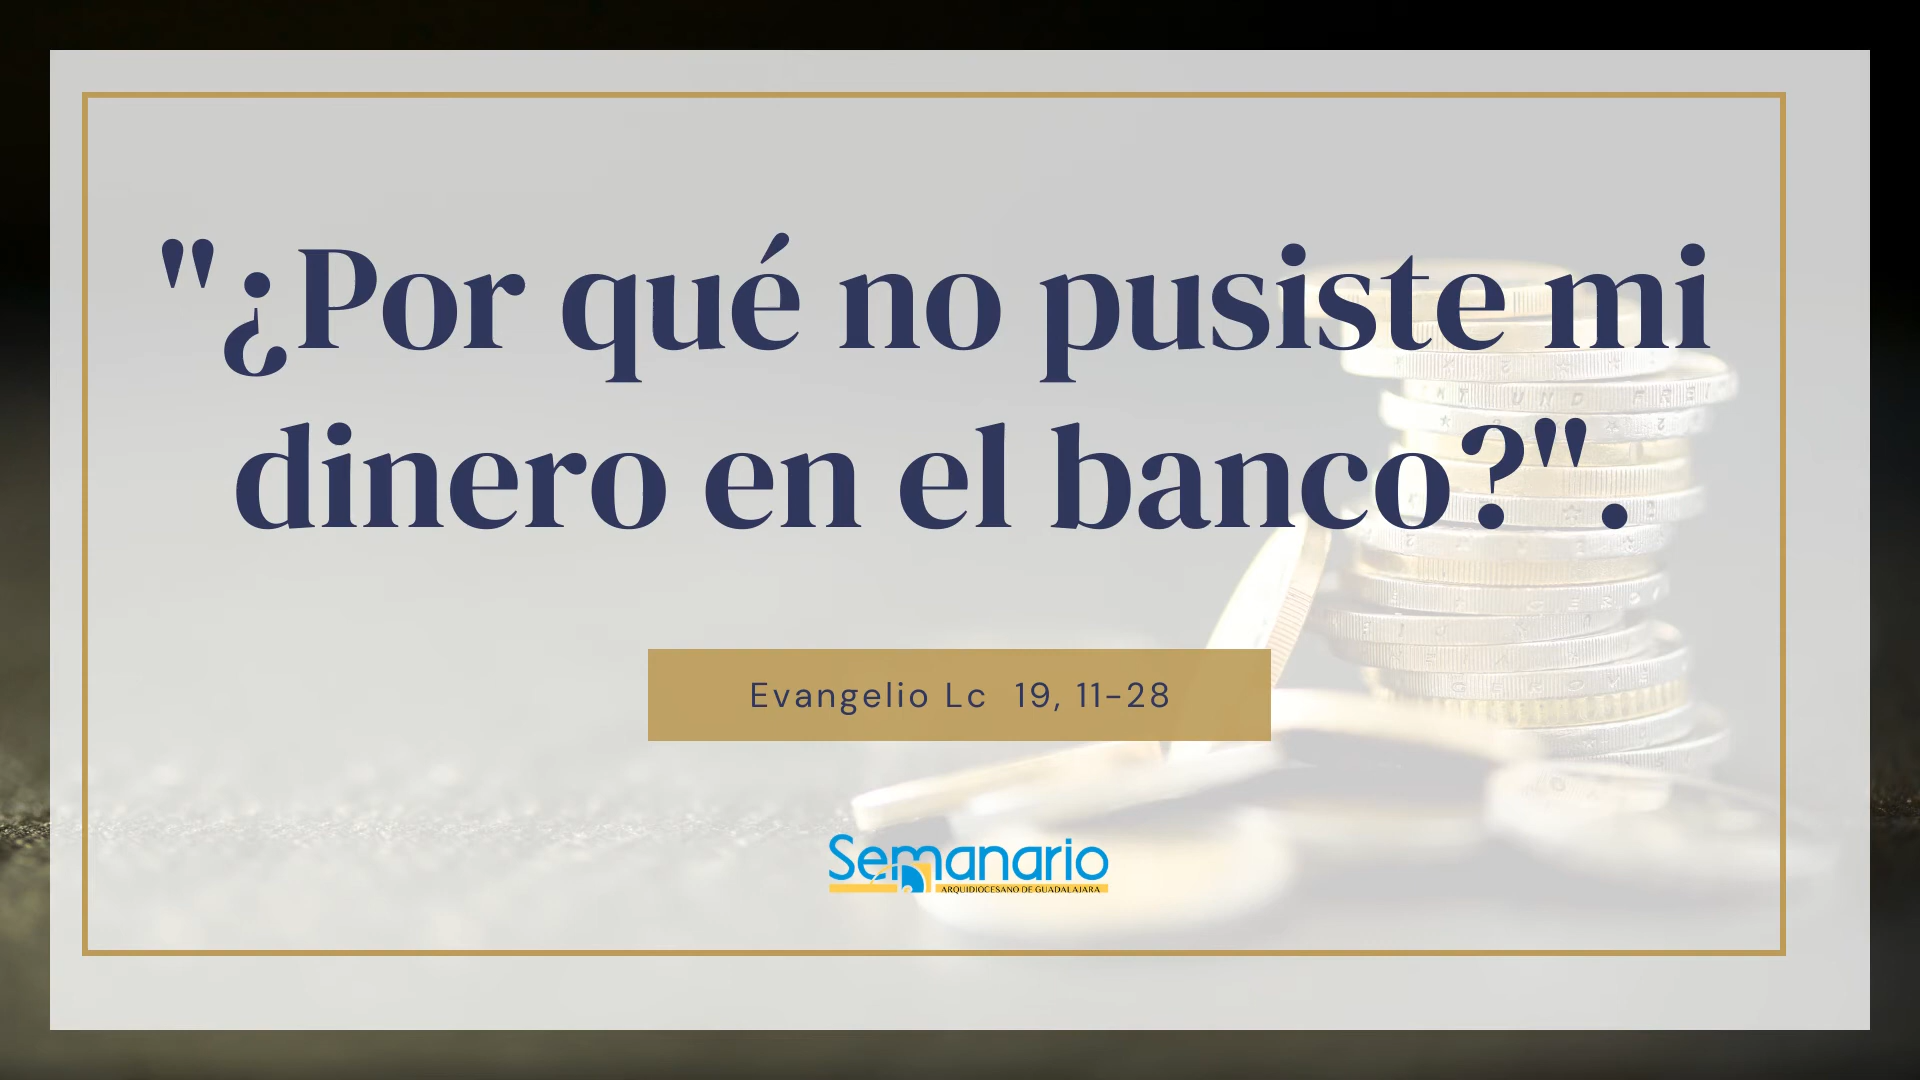 "¿Por qué no pusiste mi
dinero en el banco?".
Evangelio Lc 19, 11-28
Semanario
ARQUIDIOCESANO DE GUADALAJARA